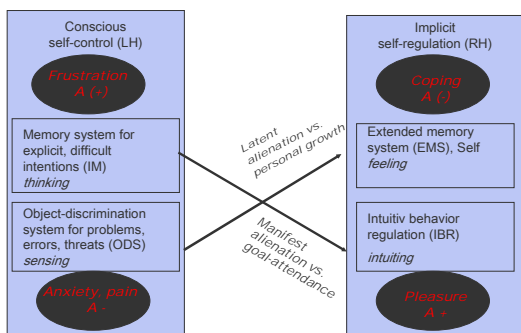 Conscious
self-control (LH)
Frustration
A (+)
Memory system for
explicit, difficult
intentions (IM)
thinking
Object-discrimination
system for problems,
errors, threats (ODS)
sensing
Anxiety, pain
A -
Latent
alienation vs.
personal growth
Manifest
alienation vs.
goal-attendance
Implicit
self-regulation (RH)
Coping
A (-)
Extended memory
system (EMS), Self
feeling
Intuitiv behavior
regulation (IBR)
intuiting
Pleasure
A +